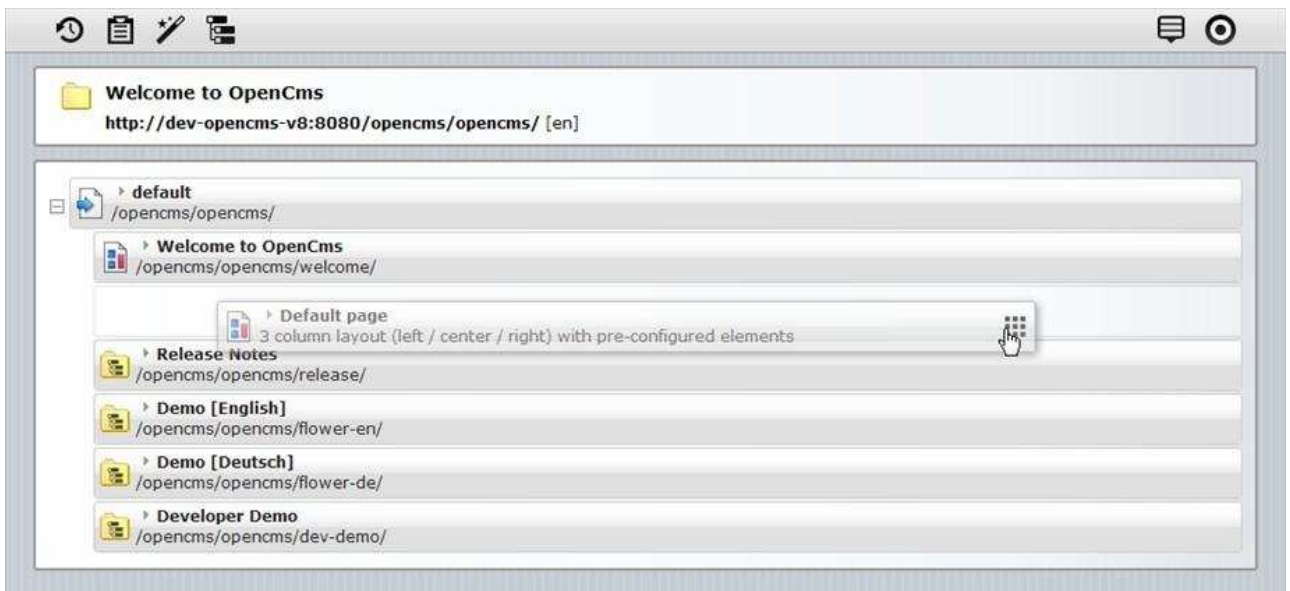 Welcome to OpenCms
http://dev-opencms-v8:8080/opencms/opencms/ [en]
default
/opencms/opencms/
Welcome to OpenCms
/opencms/opencms/welcome/
Default page
3 column layout (left / center / right) with pre-configured elements
Release Notes
/opencms/opencms/release/
Demo [English]
/opencms/opencms/flower-en/
Demo [Deutsch]
/opencms/opencms/flower-de/
Developer Demo
/opencms/opencms/dev-demo/